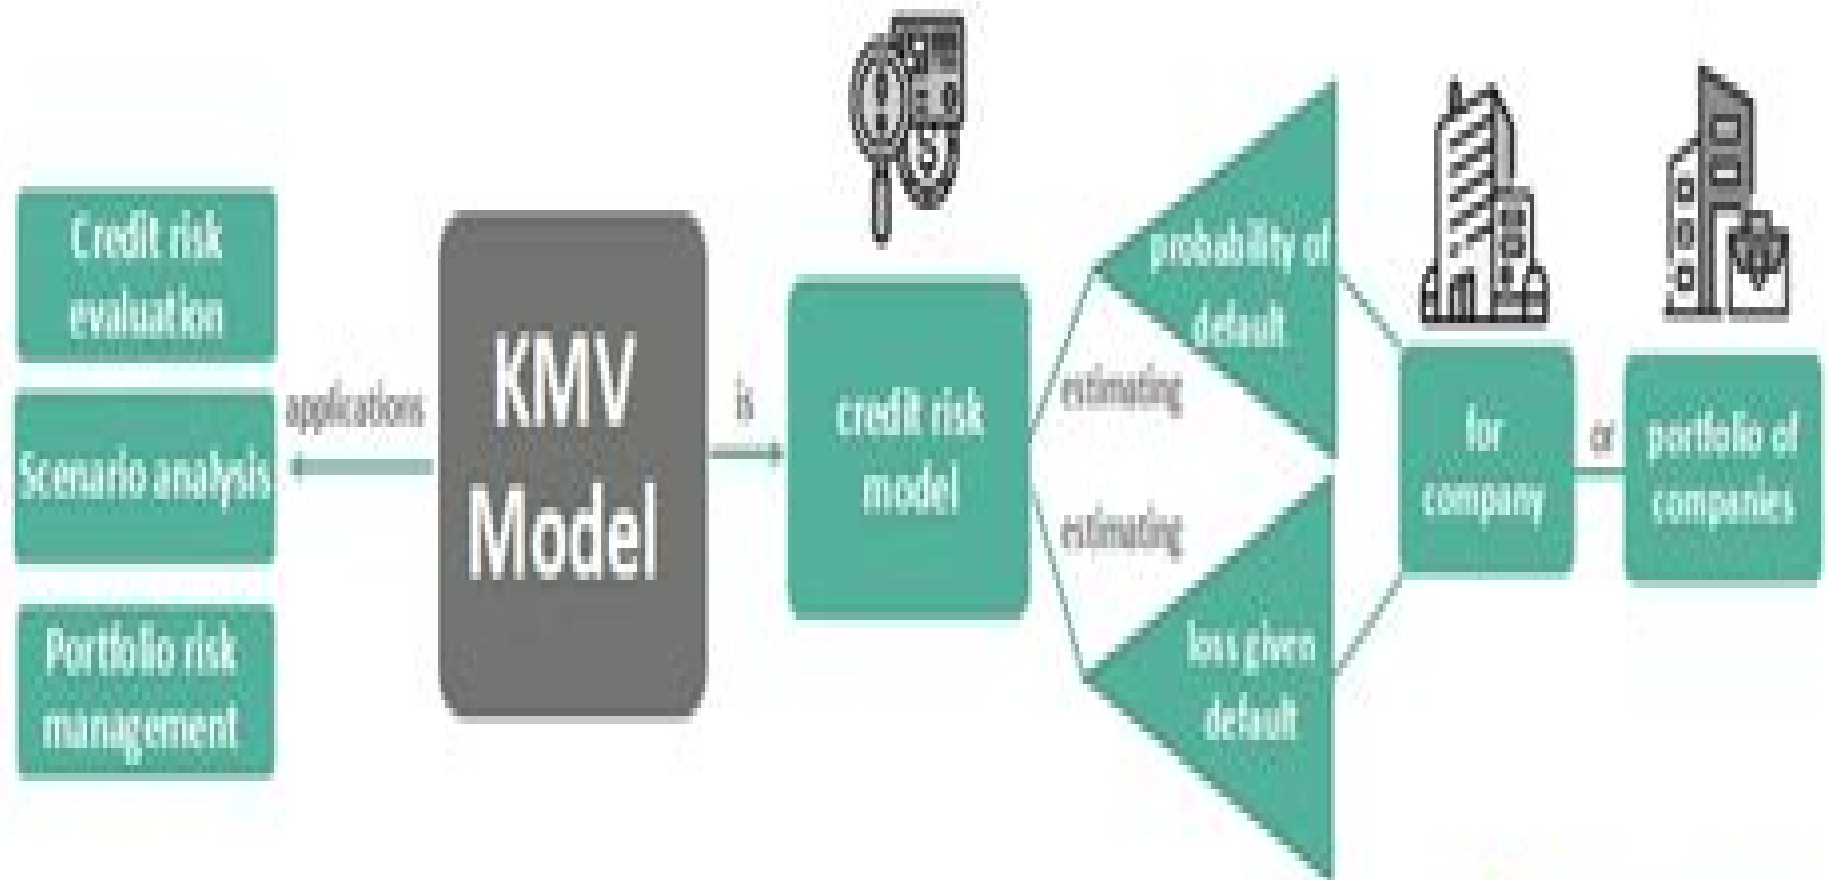 Credit risk
evaluation
Scenario analysis
Portfolio risk
management
applications
KMV
Model
is
credit risk
model
estimating
estimating
probability of
default
loss given
default
for
company
or
portfolio of
companies